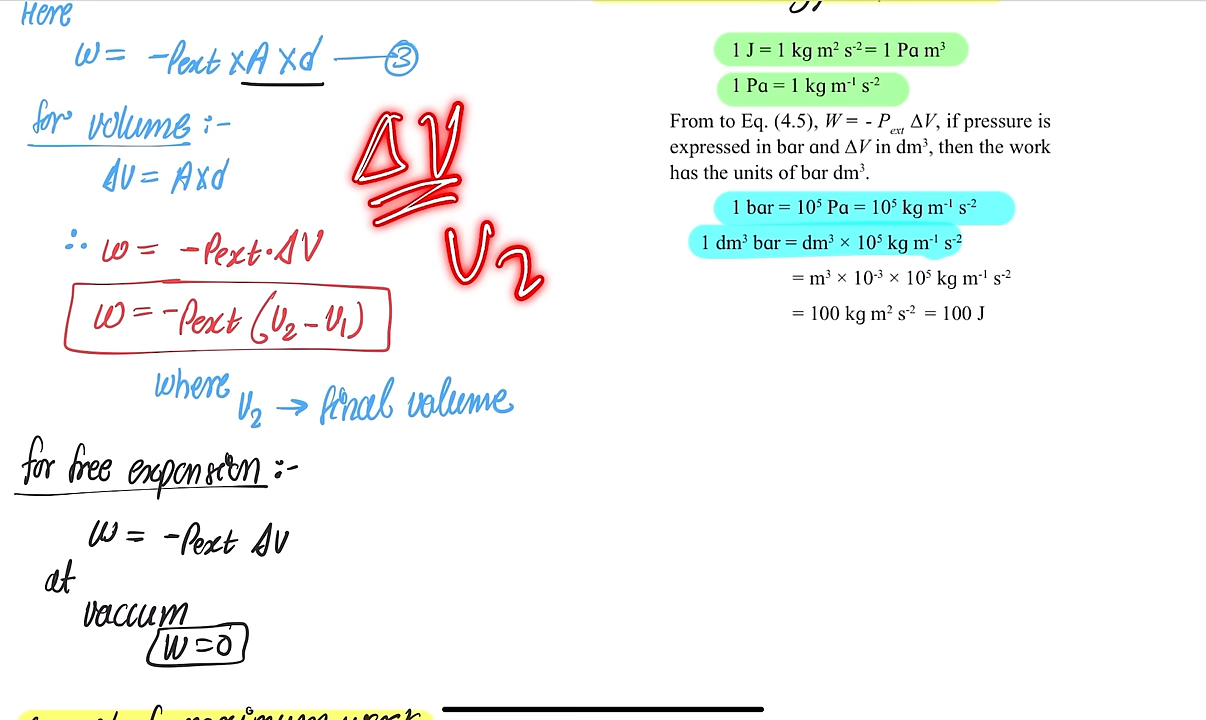 Here
W = -Pext × A × d ③
for volume :-
ΔV = A×d
∴ W = -Pext·ΔV
W = -Pext (V₂ - V₁)
where V₂ → final volume
ΔV
V₂
for free expansion :-
W = -Pext ΔV
at
vaccum
W = 0
maximum work
1 J = 1 kg m² s⁻² = 1 Pa m³
1 Pa = 1 kg m⁻¹ s⁻²
From to Eq. (4.5), W = - Pₑₓₜ ΔV, if pressure is
expressed in bar and ΔV in dm³, then the work
has the units of bar dm³.
1 bar = 10⁵ Pa = 10⁵ kg m⁻¹ s⁻²
1 dm³ bar = dm³ × 10⁵ kg m⁻¹ s⁻²
= m³ × 10⁻³ × 10⁵ kg m⁻¹ s⁻²
= 100 kg m² s⁻² = 100 J